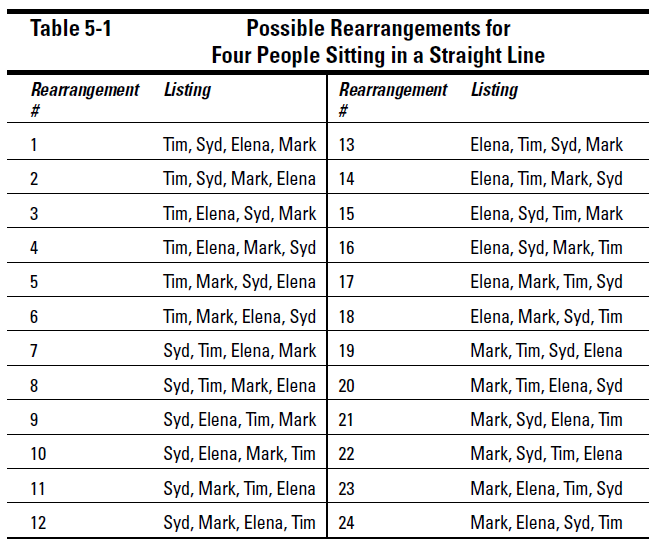 Table 5-1 Possible Rearrangements for
Four People Sitting in a Straight Line
Rearrangement # Listing Rearrangement # Listing
1 Tim, Syd, Elena, Mark 13 Elena, Tim, Syd, Mark
2 Tim, Syd, Mark, Elena 14 Elena, Tim, Mark, Syd
3 Tim, Elena, Syd, Mark 15 Elena, Syd, Tim, Mark
4 Tim, Elena, Mark, Syd 16 Elena, Syd, Mark, Tim
5 Tim, Mark, Syd, Elena 17 Elena, Mark, Tim, Syd
6 Tim, Mark, Elena, Syd 18 Elena, Mark, Syd, Tim
7 Syd, Tim, Elena, Mark 19 Mark, Tim, Syd, Elena
8 Syd, Tim, Mark, Elena 20 Mark, Tim, Elena, Syd
9 Syd, Elena, Tim, Mark 21 Mark, Syd, Elena, Tim
10 Syd, Elena, Mark, Tim 22 Mark, Syd, Tim, Elena
11 Syd, Mark, Tim, Elena 23 Mark, Elena, Tim, Syd
12 Syd, Mark, Elena, Tim 24 Mark, Elena, Syd, Tim